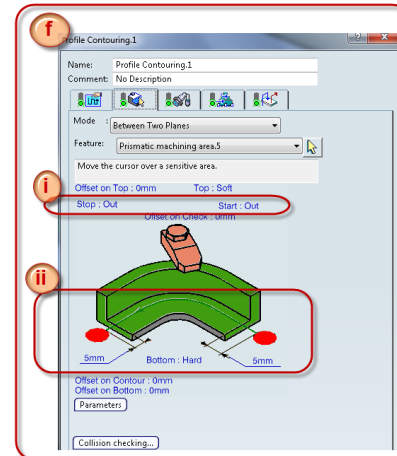 f
Profile Contouring.1
Name: Profile Contouring.1
Comment: No Description
Mode : Between Two Planes
Feature: Prismatic machining area.5
Move the cursor over a sensitive area.
i
Offset on Top : 0mm Top : Soft
Stop : Out Start : Out
Offset on Check : 0mm
ii
5mm Bottom : Hard 5mm
Offset on Contour : 0mm
Offset on Bottom : 0mm
Parameters
Collision checking...